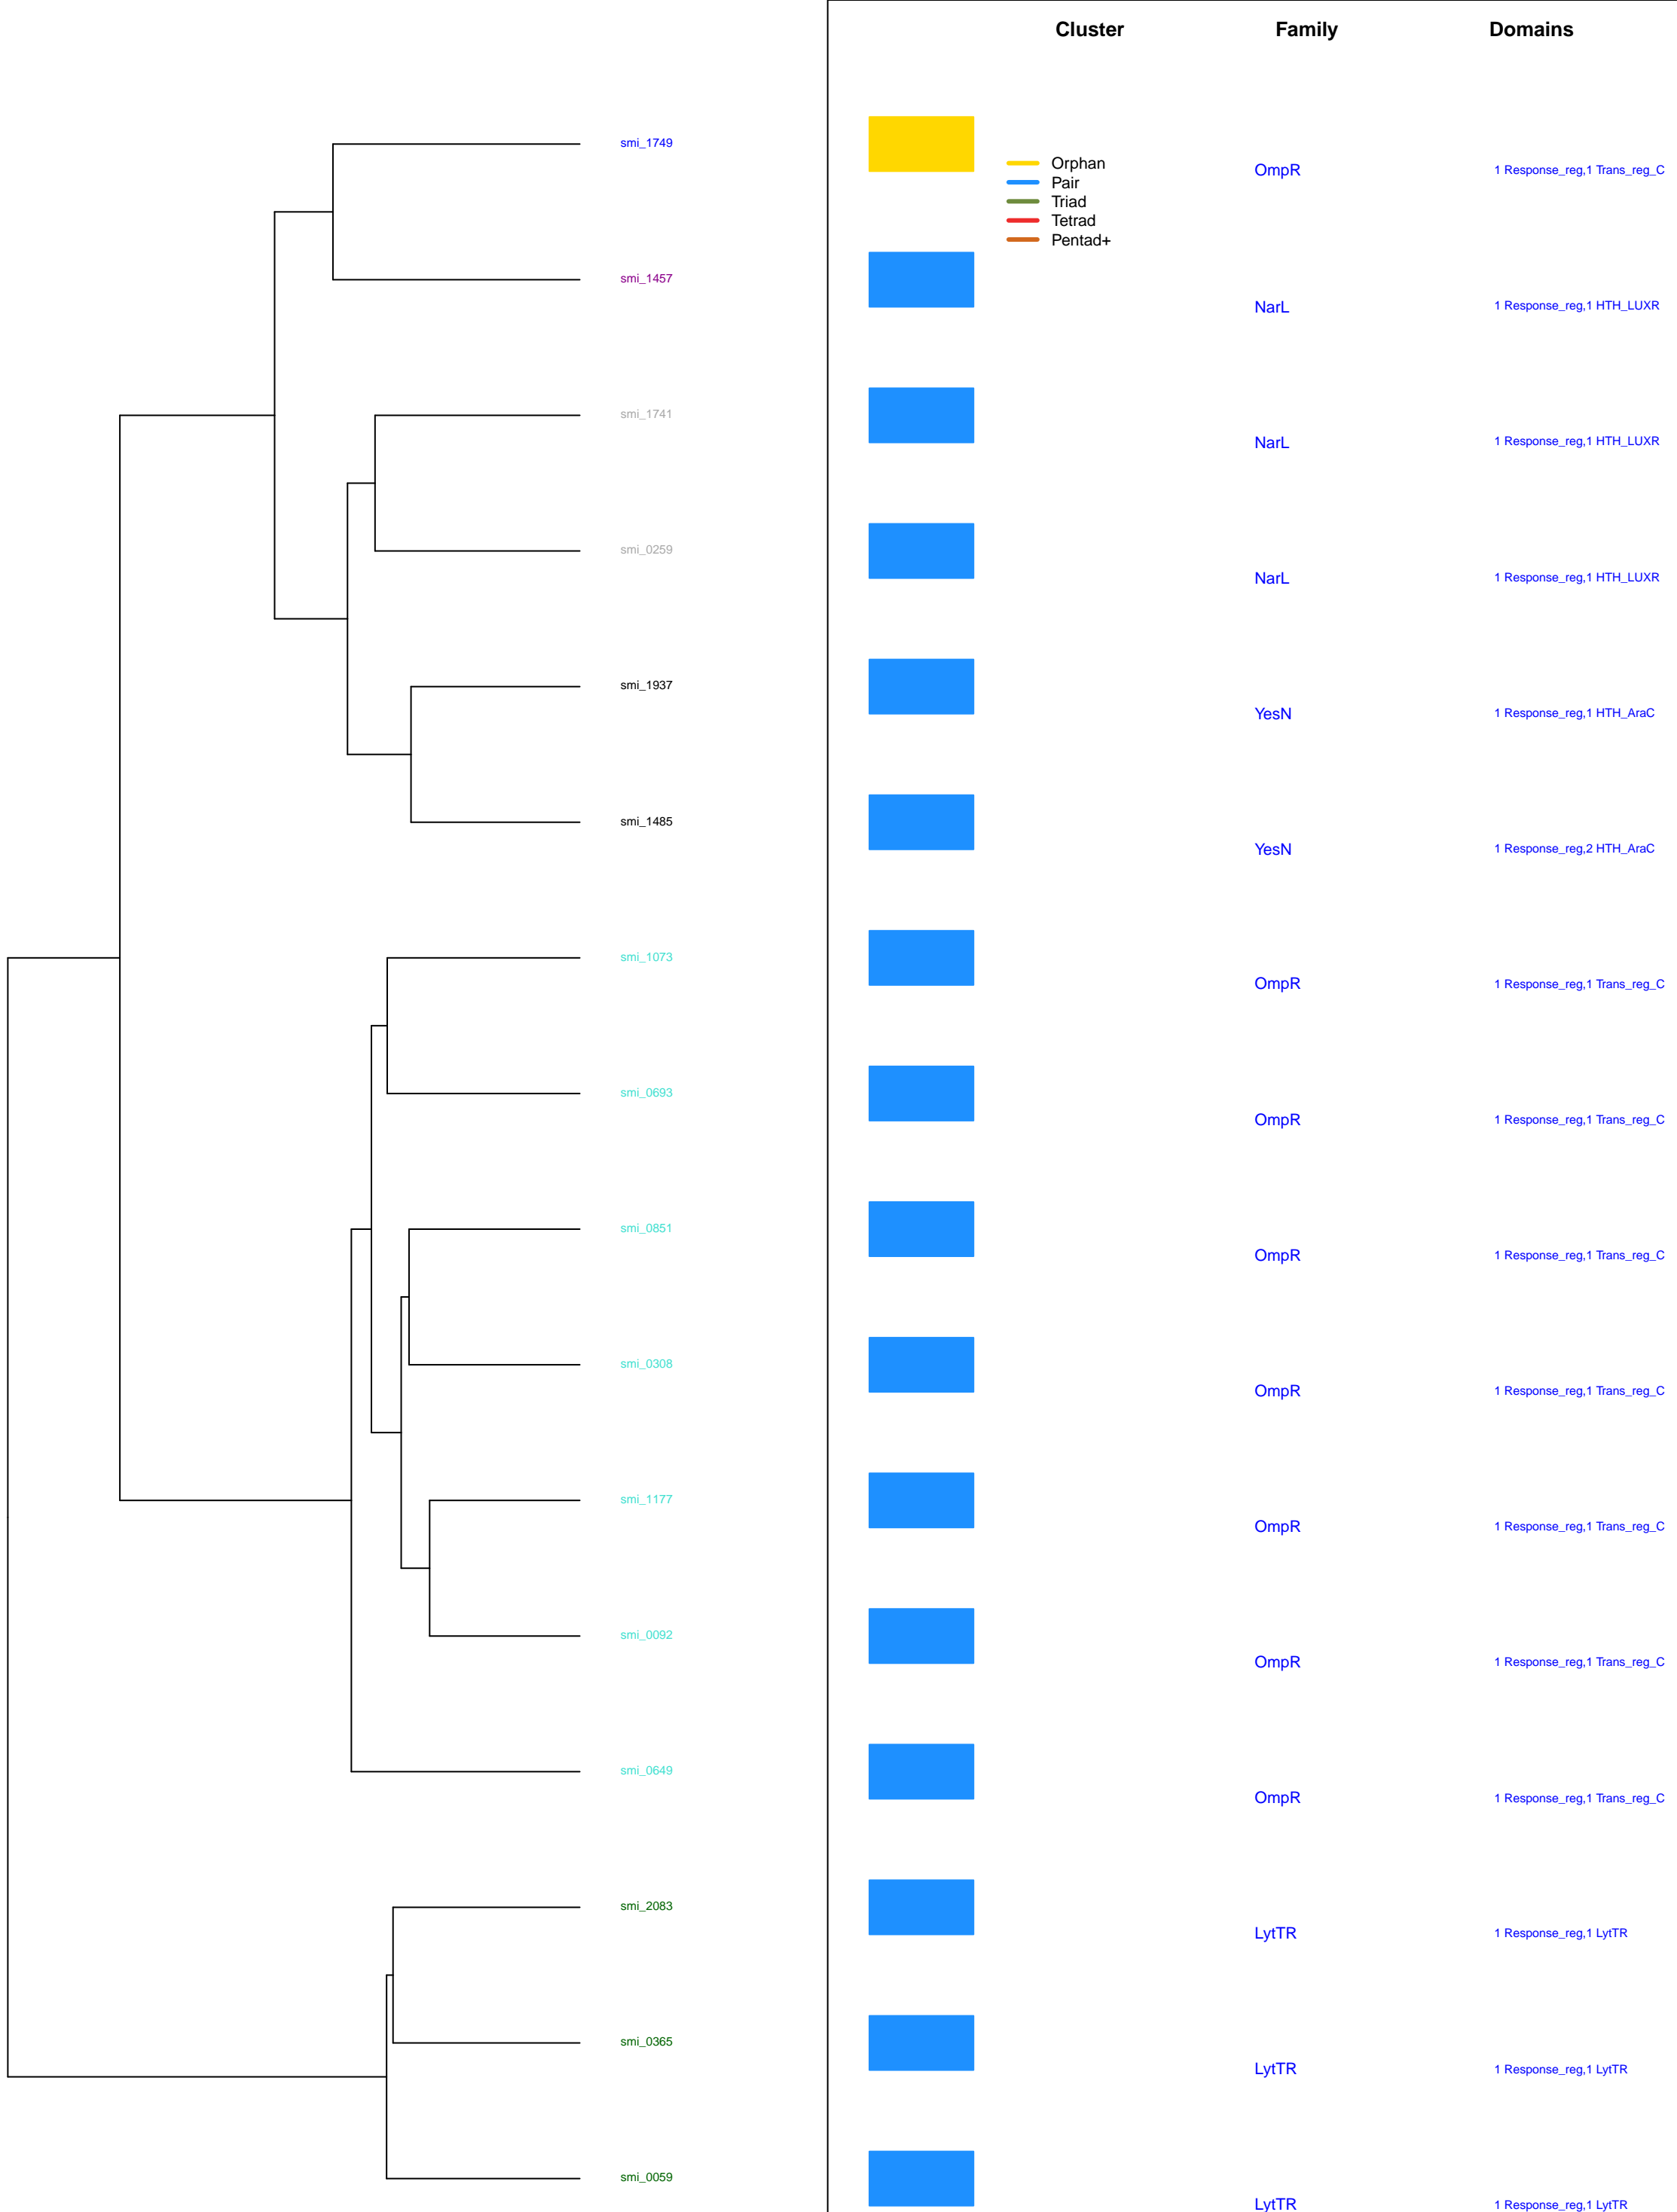 Cluster Family Domains
smi_1749 OmpR 1 Response_reg,1 Trans_reg_C
Orphan
Pair
Triad
Tetrad
Pentad+
smi_1457 NarL 1 Response_reg,1 HTH_LUXR
smi_1741 NarL 1 Response_reg,1 HTH_LUXR
smi_0259 NarL 1 Response_reg,1 HTH_LUXR
smi_1937 YesN 1 Response_reg,1 HTH_AraC
smi_1485 YesN 1 Response_reg,2 HTH_AraC
smi_1073 OmpR 1 Response_reg,1 Trans_reg_C
smi_0693 OmpR 1 Response_reg,1 Trans_reg_C
smi_0851 OmpR 1 Response_reg,1 Trans_reg_C
smi_0308 OmpR 1 Response_reg,1 Trans_reg_C
smi_1177 OmpR 1 Response_reg,1 Trans_reg_C
smi_0092 OmpR 1 Response_reg,1 Trans_reg_C
smi_0649 OmpR 1 Response_reg,1 Trans_reg_C
smi_2083 LytTR 1 Response_reg,1 LytTR
smi_0365 LytTR 1 Response_reg,1 LytTR
smi_0059 LytTR 1 Response_reg,1 LytTR